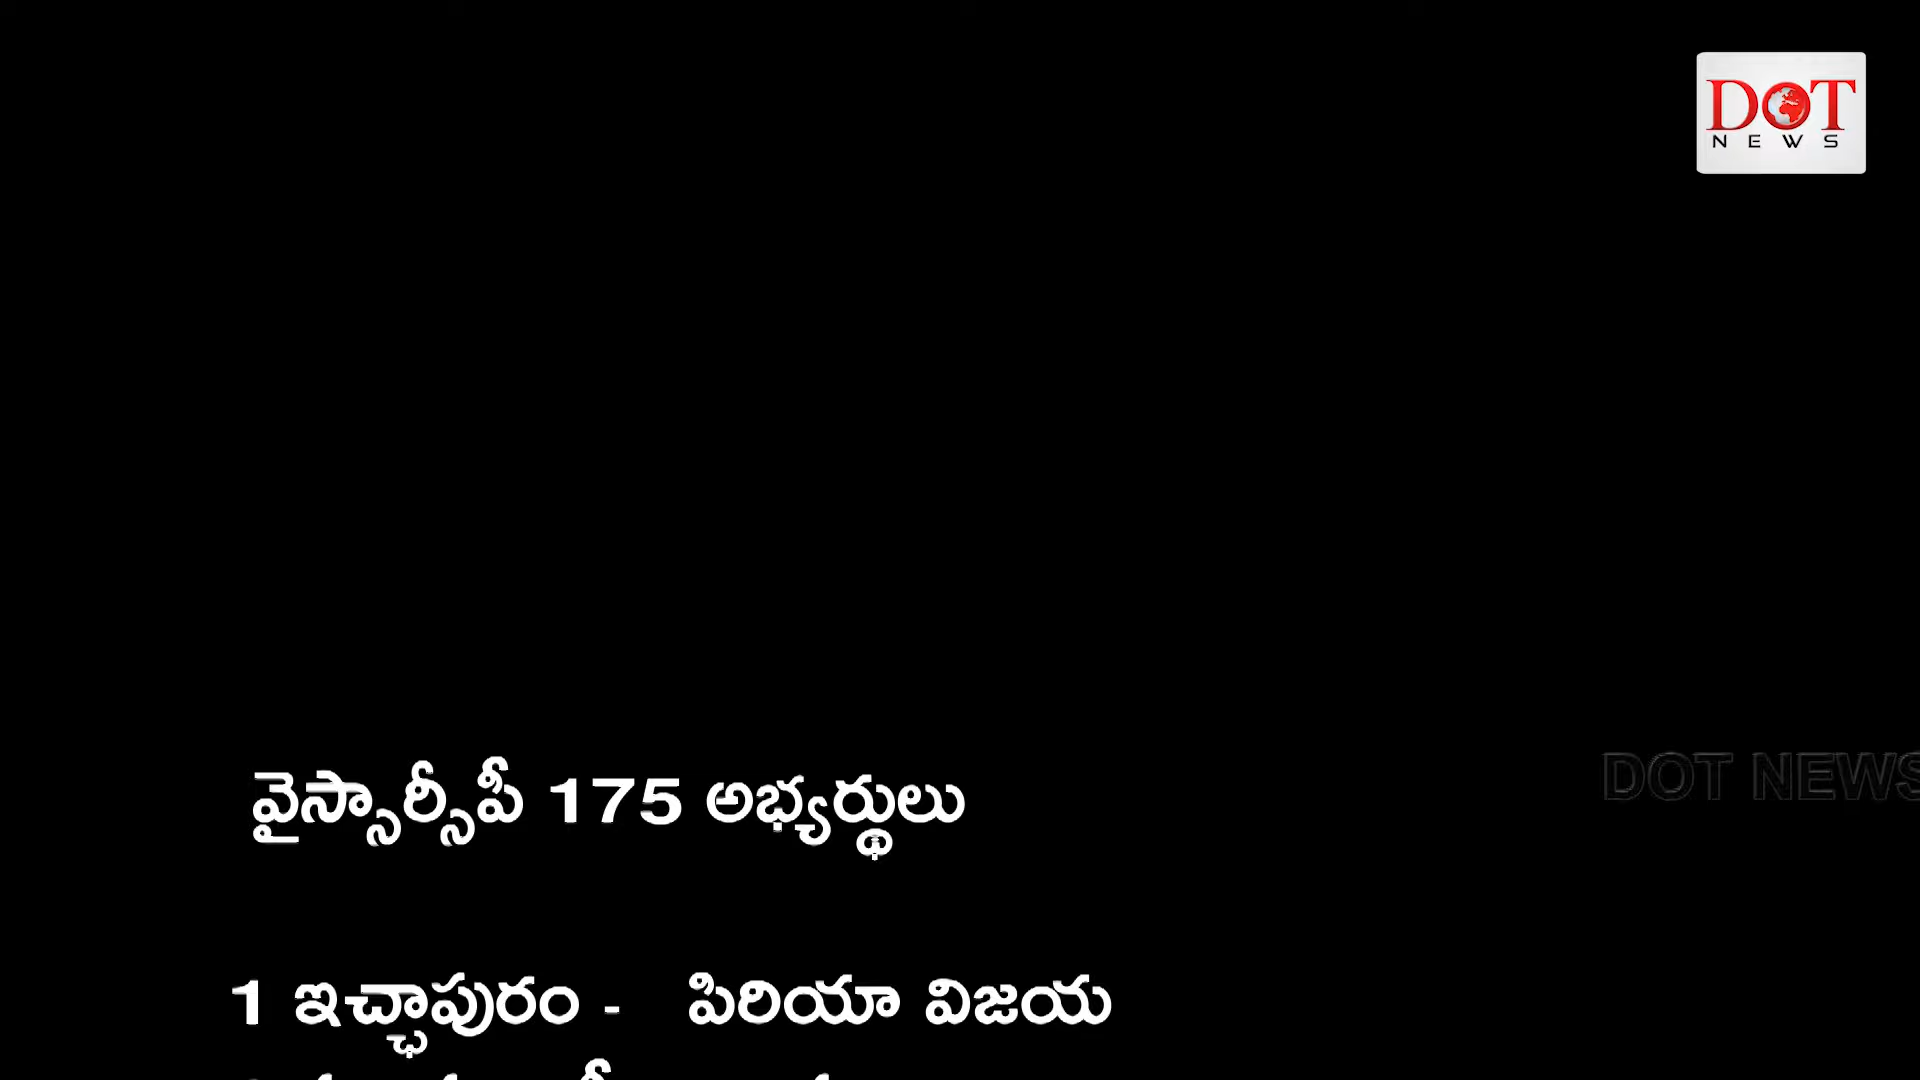 DOT
NEWS
DOT NEWS
వైస్సార్సీపీ 175 అభ్యర్థులు
1 ఇచ్ఛాపురం - పిరియా విజయ